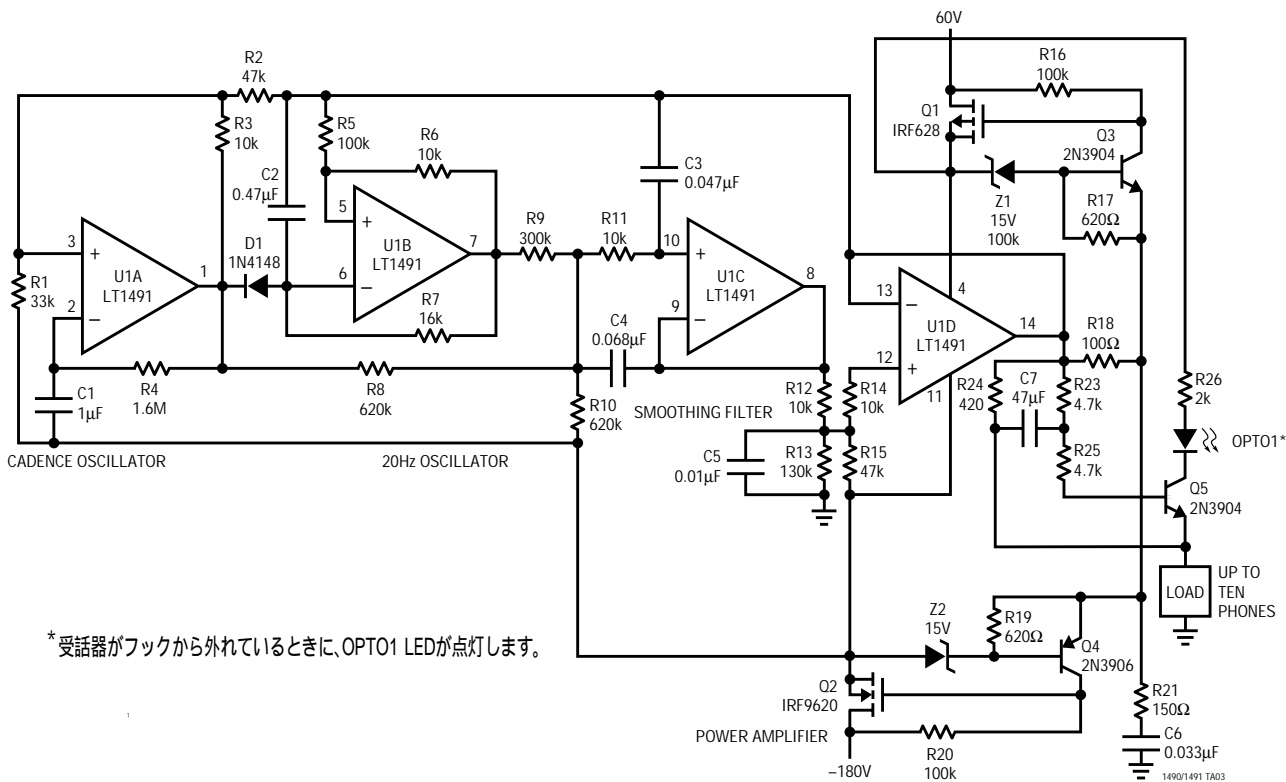 60V
R2
47k
R16
100k
R3
10k
R5
100k
R6
10k
Q1
IRF628
Q3
2N3904
C2
0.47µF
C3
0.047µF
R17
620Ω
Z1
15V
100k
5
+
U1B
LT1491
7
6
−
R9
300k
R11
10k
10
+
U1C
LT1491
8
9
−
3
+
U1A
LT1491
1
2
−
D1
1N4148
R1
33k
R7
16k
13
−
4
U1D
LT1491
14
12
+
11
R18
100Ω
C4
0.068µF
R4
1.6M
R8
620k
C1
1µF
R10
620k
SMOOTHING FILTER
R12
10k
R14
10k
R24
420
C7
47µF
R23
4.7k
R26
2k
OPTO1*
R25
4.7k
Q5
2N3904
CADENCE OSCILLATOR
20Hz OSCILLATOR
C5
0.01µF
R13
130k
R15
47k
LOAD
UP TO
TEN
PHONES
*受話器がフックから外れているときに、OPTO1 LEDが点灯します。
Z2
15V
R19
620Ω
Q4
2N3906
Q2
IRF9620
R21
150Ω
POWER AMPLIFIER
R20
100k
C6
0.033µF
–180V
1490/1491 TA03